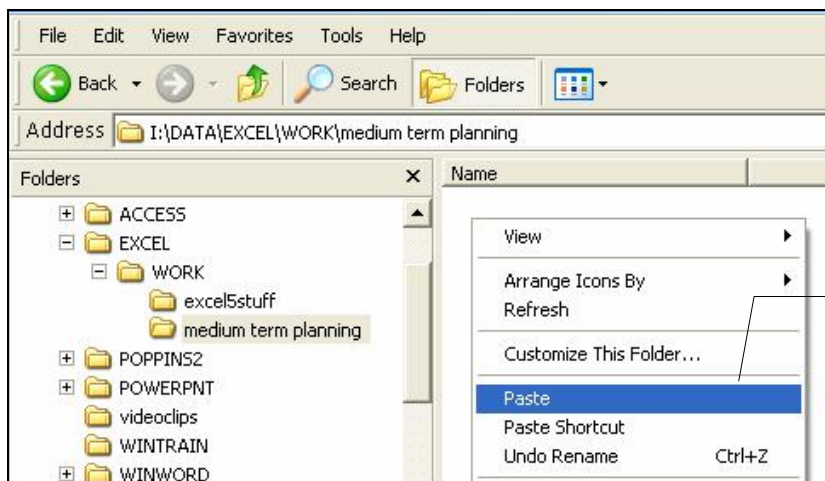 File Edit View Favorites Tools Help
Back Search Folders
Address I:\DATA\EXCEL\WORK\medium term planning
Folders
Name
ACCESS
EXCEL
WORK
excel5stuff
medium term planning
POPPINS2
POWERPNT
videoclips
WINTRAIN
WINWORD
View
Arrange Icons By
Refresh
Customize This Folder...
Paste
Paste Shortcut
Undo Rename Ctrl+Z